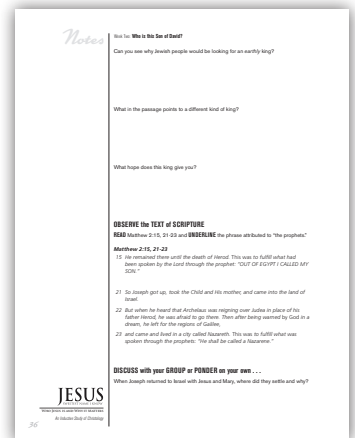 Notes
Week Two: Who is this Son of David?
Can you see why Jewish people would be looking for an earthly king?
What in the passage points to a different kind of king?
What hope does this king give you?
OBSERVE the TEXT of SCRIPTURE
READ Matthew 2:15, 21-23 and UNDERLINE the phrase attributed to "the prophets."
Matthew 2:15, 21-23
15 He remained there until the death of Herod. This was to fulfill what had
been spoken by the Lord through the prophet: "OUT OF EGYPT I CALLED MY
SON."
21 So Joseph got up, took the Child and His mother, and came into the land of
Israel.
22 But when he heard that Archelaus was reigning over Judea in place of his
father Herod, he was afraid to go there. Then after being warned by God in a
dream, he left for the regions of Galilee,
23 and came and lived in a city called Nazareth. This was to fulfill what was
spoken through the prophets: "He shall be called a Nazarene."
DISCUSS with your GROUP or PONDER on your own . . .
When Joseph returned to Israel with Jesus and Mary, where did they settle and why?
JESUS
An Inductive Study of Christology
36